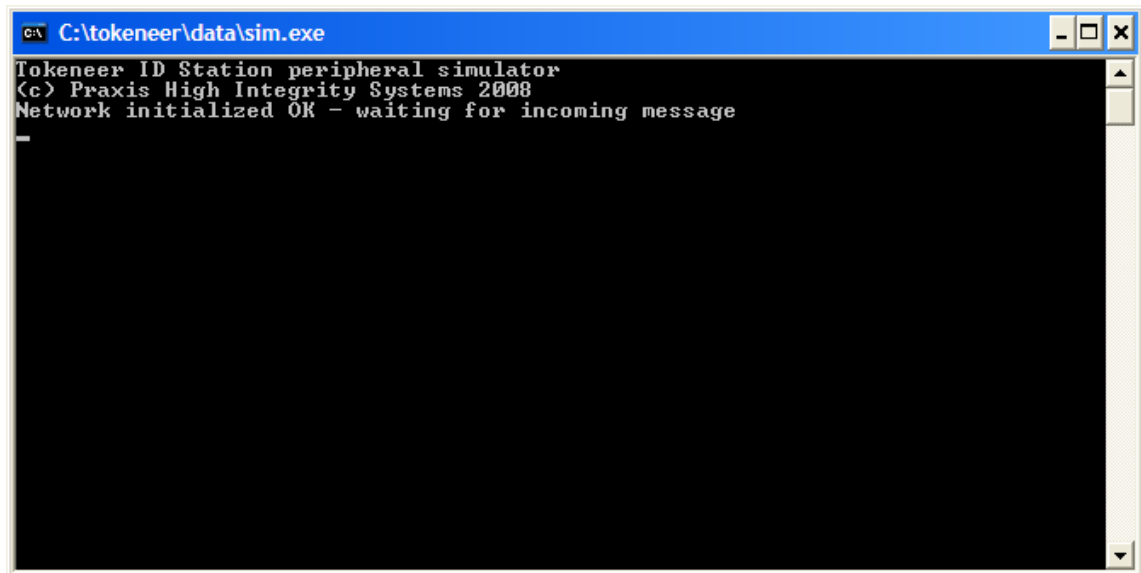 C:\tokeneer\data\sim.exe
Tokeneer ID Station peripheral simulator
(c) Praxis High Integrity Systems 2008
Network initialized OK - waiting for incoming message